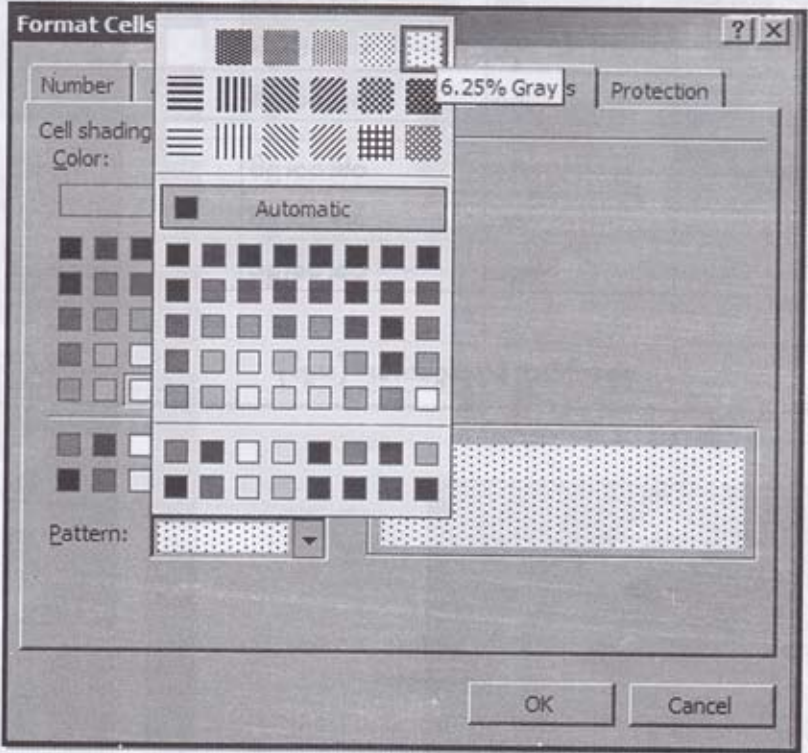 Format Cells
? X
Number
s
Protection
6.25% Gray
Cell shading
Color:
Automatic
Pattern:
OK
Cancel